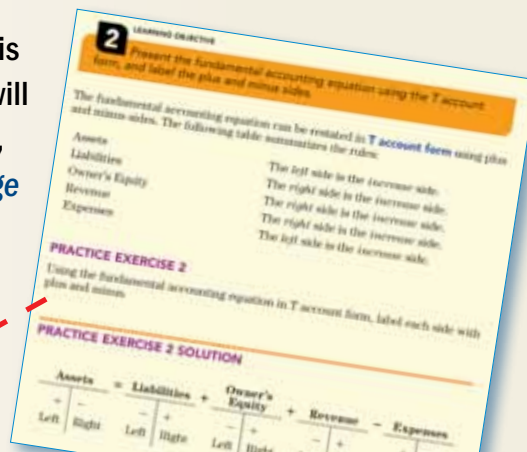 is
will
,
ge
2
LEARNING OBJECTIVE
Present the fundamental accounting equation using the T account
form, and label the plus and minus sides.
The fundamental accounting equation can be restated in T account form using plus
and minus sides. The following table summarizes the rules:
Assets The left side is the increase side.
Liabilities The right side is the increase side.
Owner's Equity The right side is the increase side.
Revenue The right side is the increase side.
Expenses The left side is the increase side.
PRACTICE EXERCISE 2
Using the fundamental accounting equation in T account form, label each side with
plus and minus.
PRACTICE EXERCISE 2 SOLUTION
Assets = Liabilities + Owner's Equity + Revenue − Expenses
+ − − + − + − +
Left Right Left Right Left Right